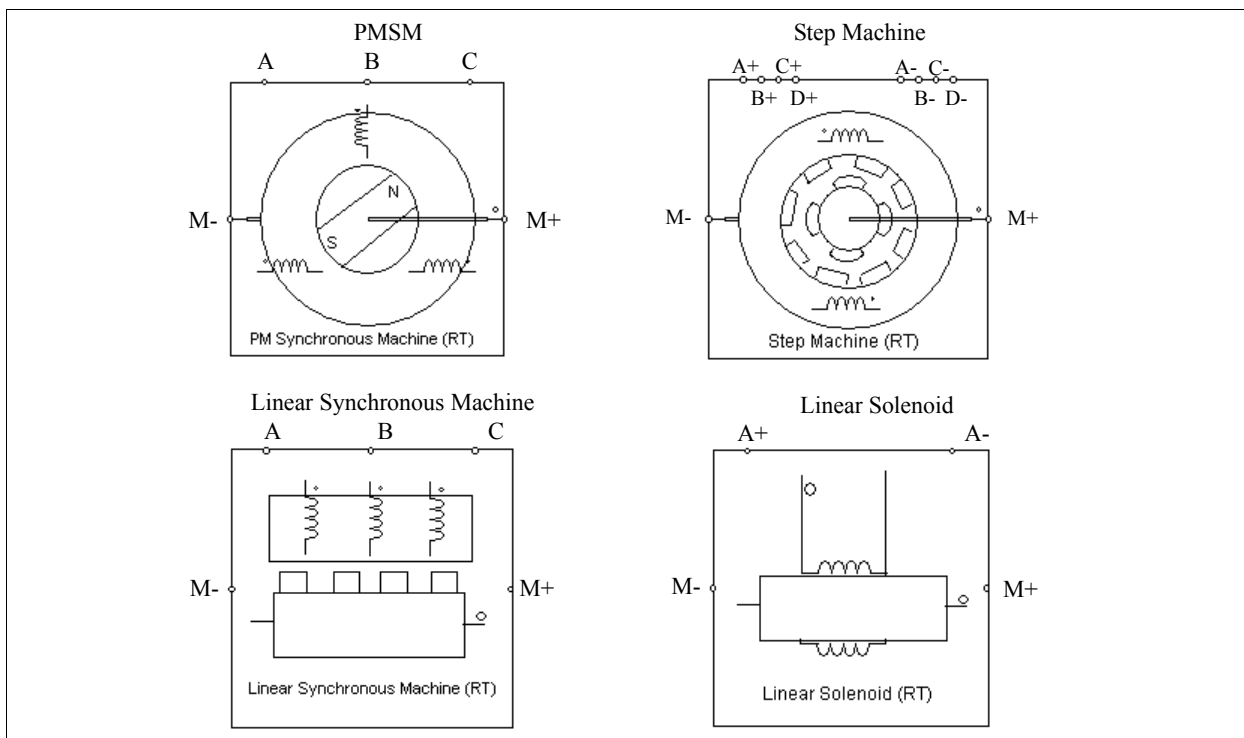 PMSM
A B C
M- M+
N
S
PM Synchronous Machine (RT)
Step Machine
A+ C+ A- C-
B+ D+ B- D-
M- M+
Step Machine (RT)
Linear Synchronous Machine
A B C
M- M+
Linear Synchronous Machine (RT)
Linear Solenoid
A+ A-
M- M+
Linear Solenoid (RT)